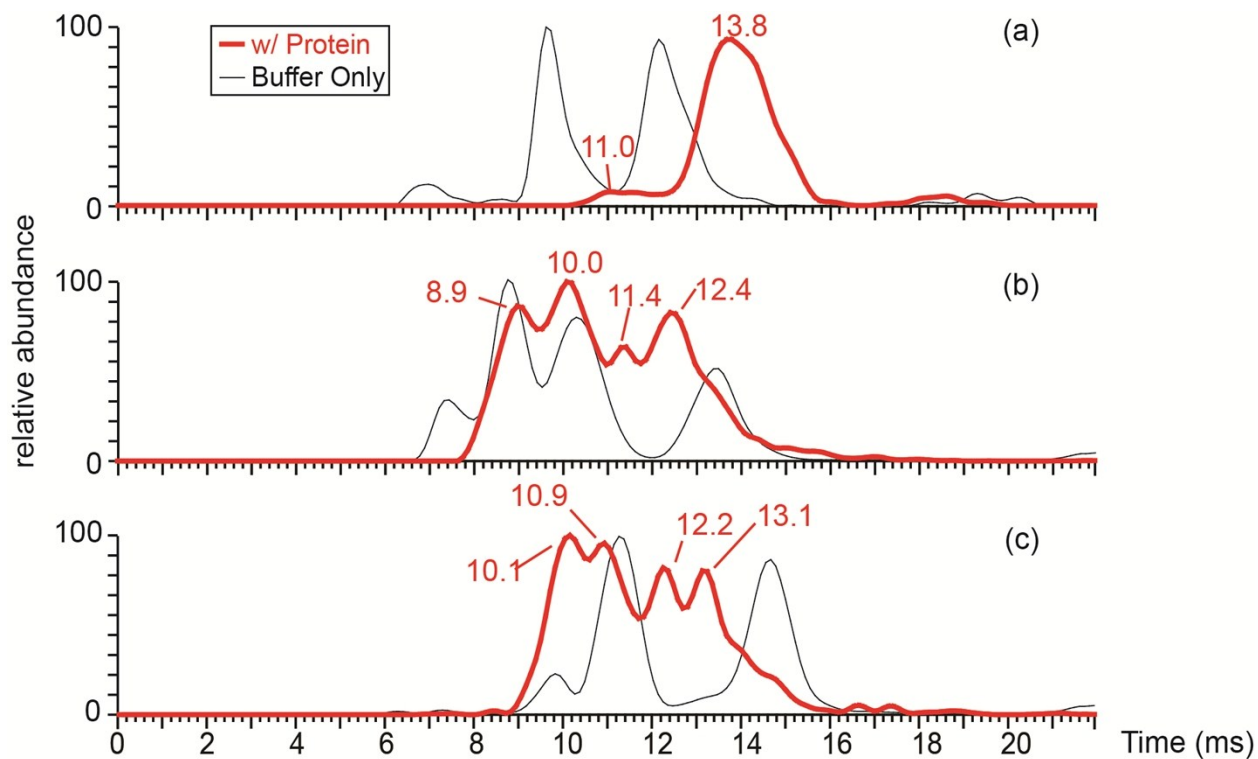 100
13.8
(a)
w/ Protein
Buffer Only
11.0
0
relative abundance
100
10.0
(b)
8.9
11.4
12.4
0
10.9
100
12.2
13.1
(c)
10.1
0
0 2 4 6 8 10 12 14 16 18 20 Time (ms)